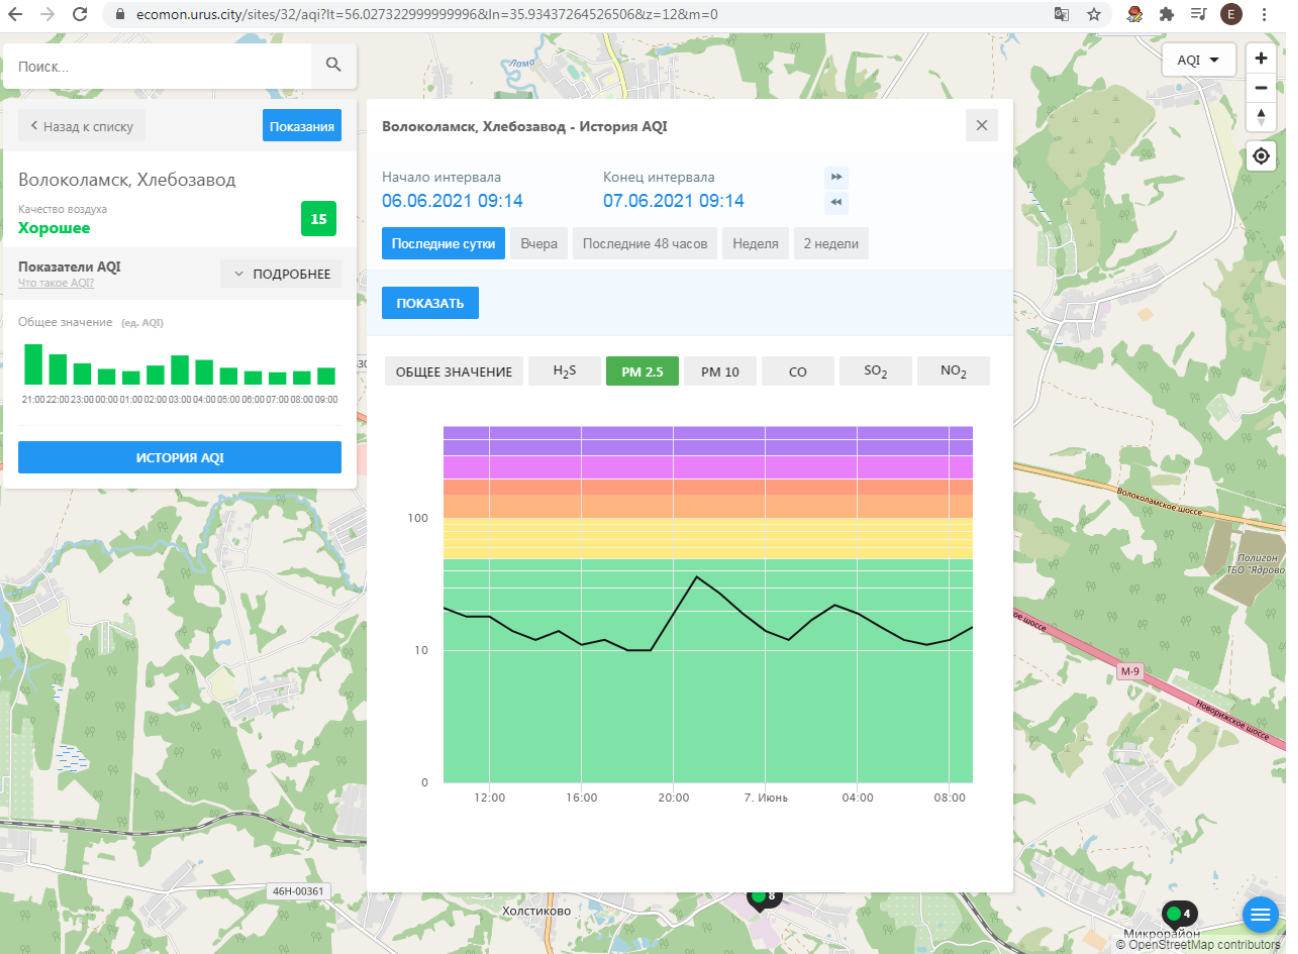 ecomon.urus.city/sites/32/aqi?lt=56.027322999999996&ln=35.93437264526506&z=12&m=0
E
Поиск...
AQI
Назад к списку
Показания
Волоколамск, Хлебозавод
Качество воздуха
Хорошее
15
Показатели AQI
Что такое AQI?
ПОДРОБНЕЕ
Общее значение (ед. AQI)
21:00 22:00 23:00 00:00 01:00 02:00 03:00 04:00 05:00 06:00 07:00 08:00 09:00
ИСТОРИЯ AQI
Волоколамск, Хлебозавод - История AQI
Начало интервала
06.06.2021 09:14
Конец интервала
07.06.2021 09:14
Последние сутки
Вчера
Последние 48 часов
Неделя
2 недели
ПОКАЗАТЬ
ОБЩЕЕ ЗНАЧЕНИЕ
H2S
PM 2.5
PM 10
CO
SO2
NO2
100
10
0
12:00
16:00
20:00
7. Июнь
04:00
08:00
Лама
Волоколамское шоссе
Полигон
ТБО "Ядрово
ое шоссе
М-9
Новорижское шоссе
46Н-00361
Холстиково
8
4
Микрорайон
© OpenStreetMap contributors